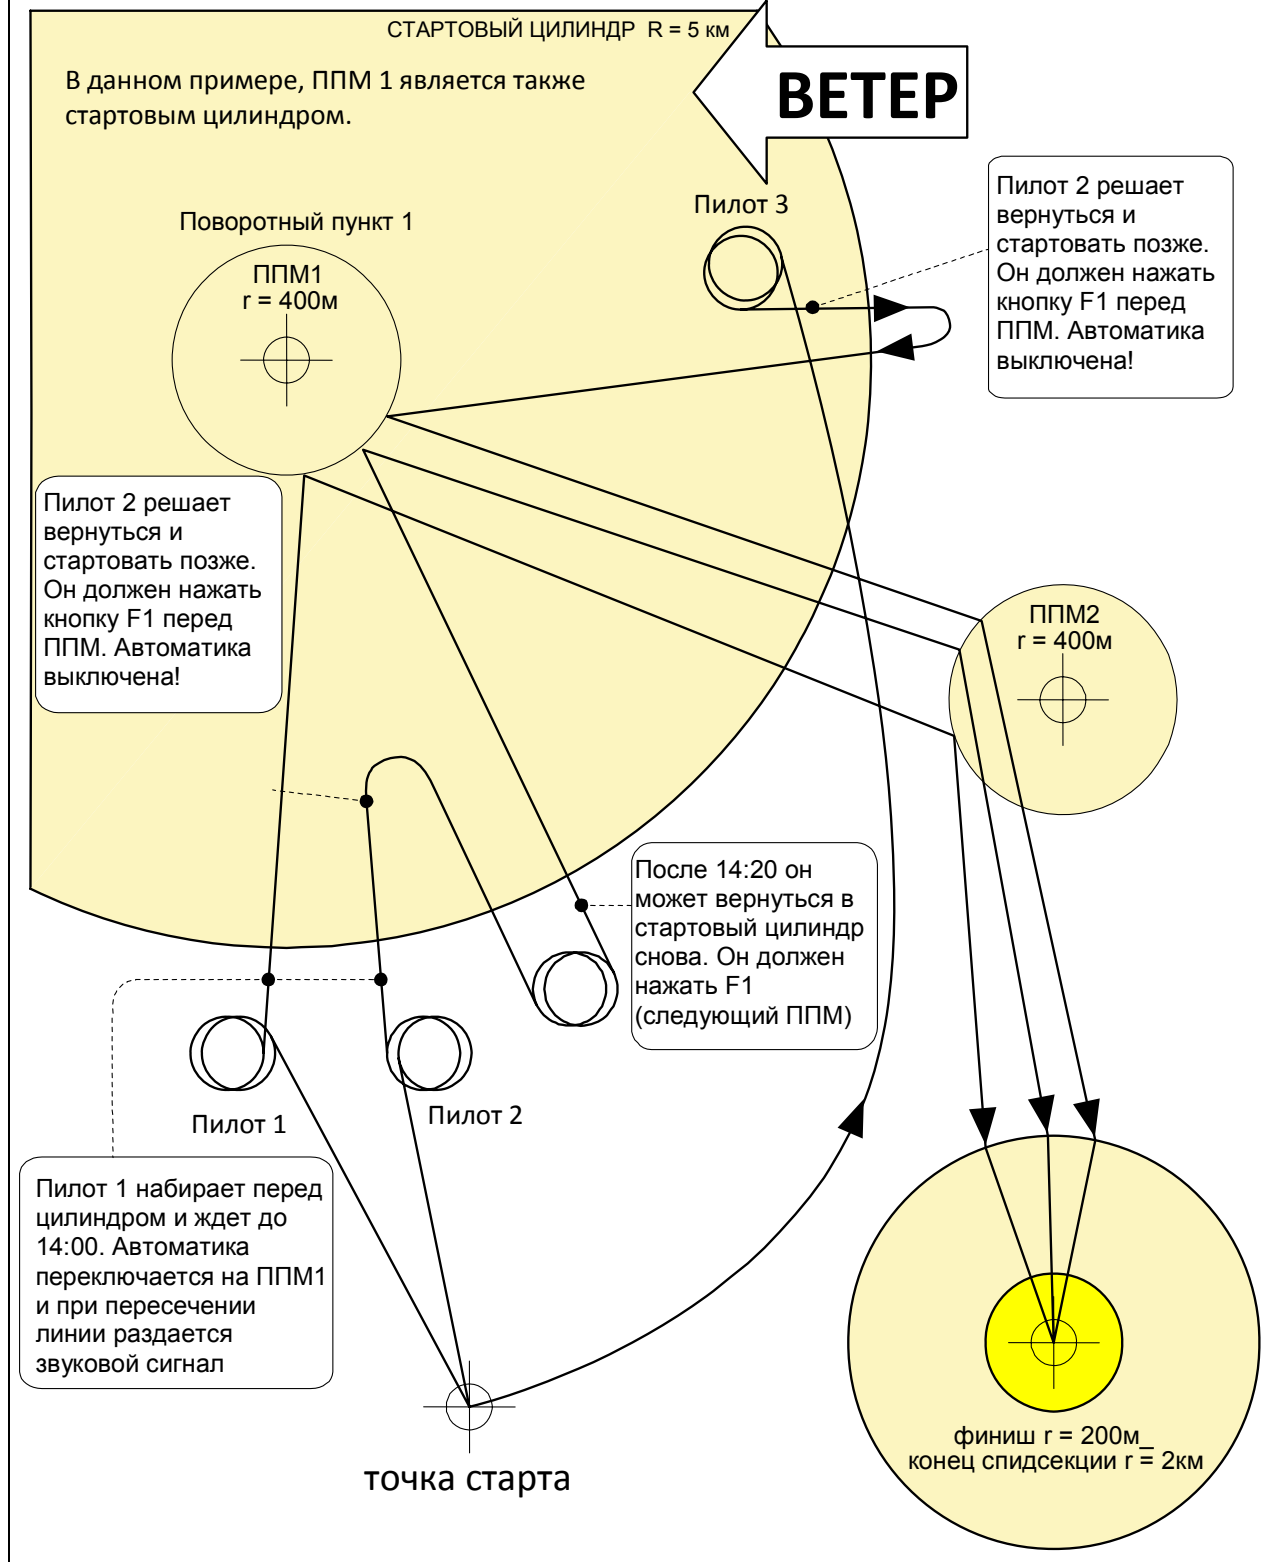 СТАРТОВЫЙ ЦИЛИНДР R = 5 км
В данном примере, ППМ 1 является также
стартовым цилиндром.
ВЕТЕР
Пилот 3
Пилот 2 решает
вернуться и
стартовать позже.
Он должен нажать
кнопку F1 перед
ППМ. Автоматика
выключена!
Поворотный пункт 1
ППМ1
r = 400м
Пилот 2 решает
вернуться и
стартовать позже.
Он должен нажать
кнопку F1 перед
ППМ. Автоматика
выключена!
ППМ2
r = 400м
После 14:20 он
может вернуться в
стартовый цилиндр
снова. Он должен
нажать F1
(следующий ППМ)
Пилот 1
Пилот 2
Пилот 1 набирает перед
цилиндром и ждет до
14:00. Автоматика
переключается на ППМ1
и при пересечении
линии раздается
звуковой сигнал
точка старта
финиш r = 200м_
конец спидсекции r = 2км